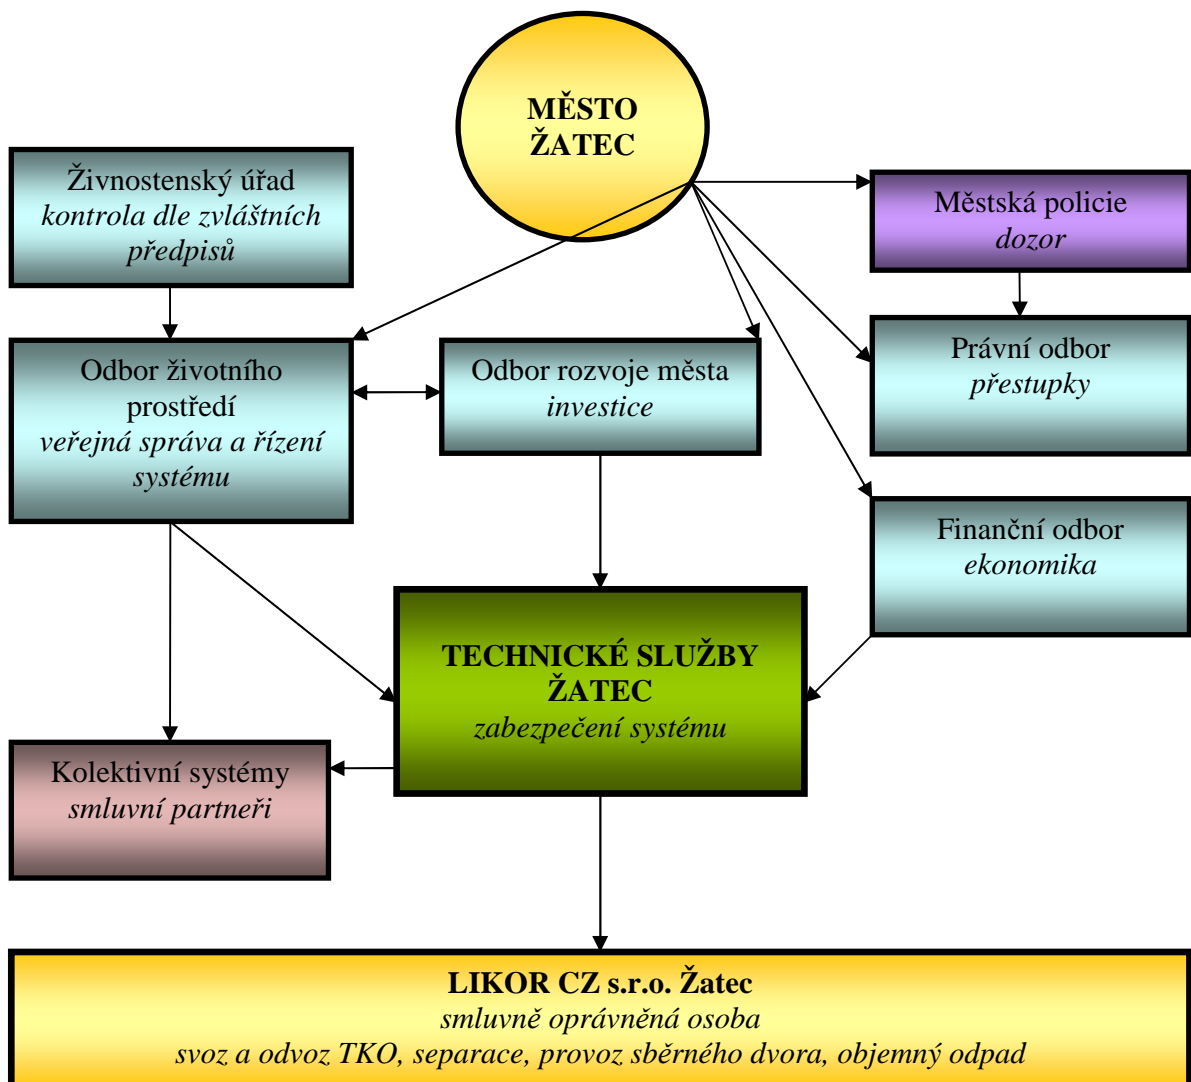 MĚSTO
ŽATEC
Živnostenský úřad
kontrola dle zvláštních
předpisů
Městská policie
dozor
Odbor životního
prostředí
veřejná správa a řízení
systému
Odbor rozvoje města
investice
Právní odbor
přestupky
Finanční odbor
ekonomika
TECHNICKÉ SLUŽBY
ŽATEC
zabezpečení systému
Kolektivní systémy
smluvní partneři
LIKOR CZ s.r.o. Žatec
smluvně oprávněná osoba
svoz a odvoz TKO, separace, provoz sběrného dvora, objemný odpad